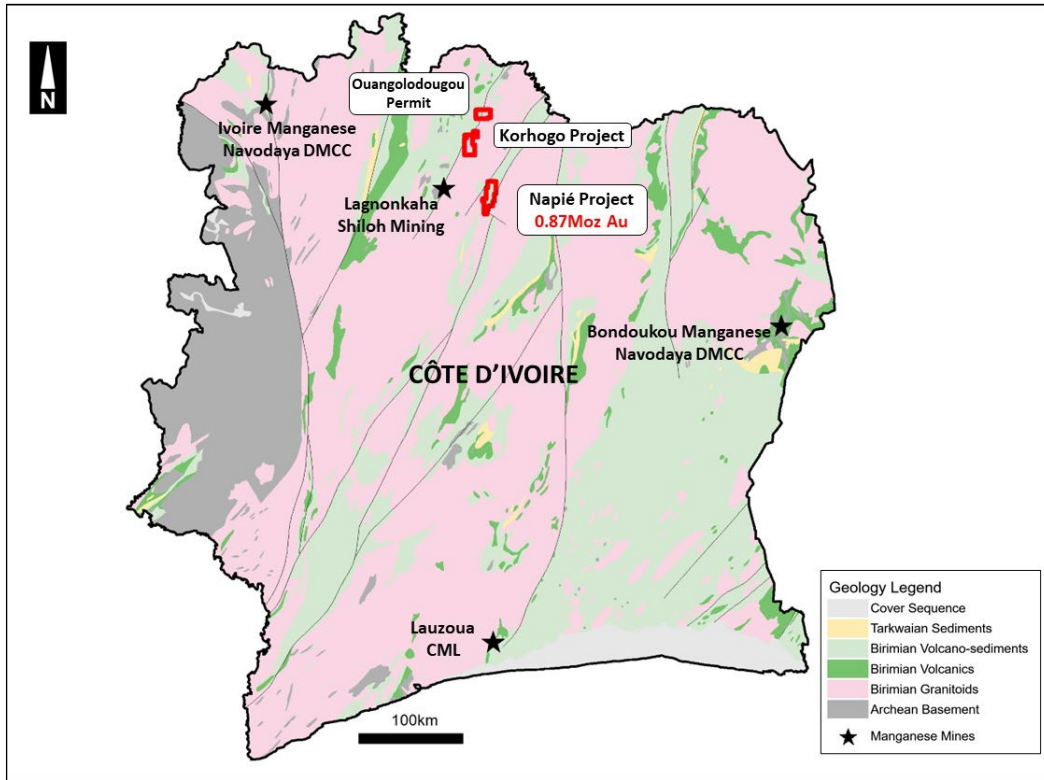 N
Ouangolodougou
Permit
Ivoire Manganese
Navodaya DMCC
Korhogo Project
Lagnonkaha
Shiloh Mining
Napié Project
0.87Moz Au
Bondoukou Manganese
Navodaya DMCC
CÔTE D’IVOIRE
Lauzoua
CML
100km
Geology Legend
Cover Sequence
Tarkwaian Sediments
Birimian Volcano-sediments
Birimian Volcanics
Birimian Granitoids
Archean Basement
Manganese Mines